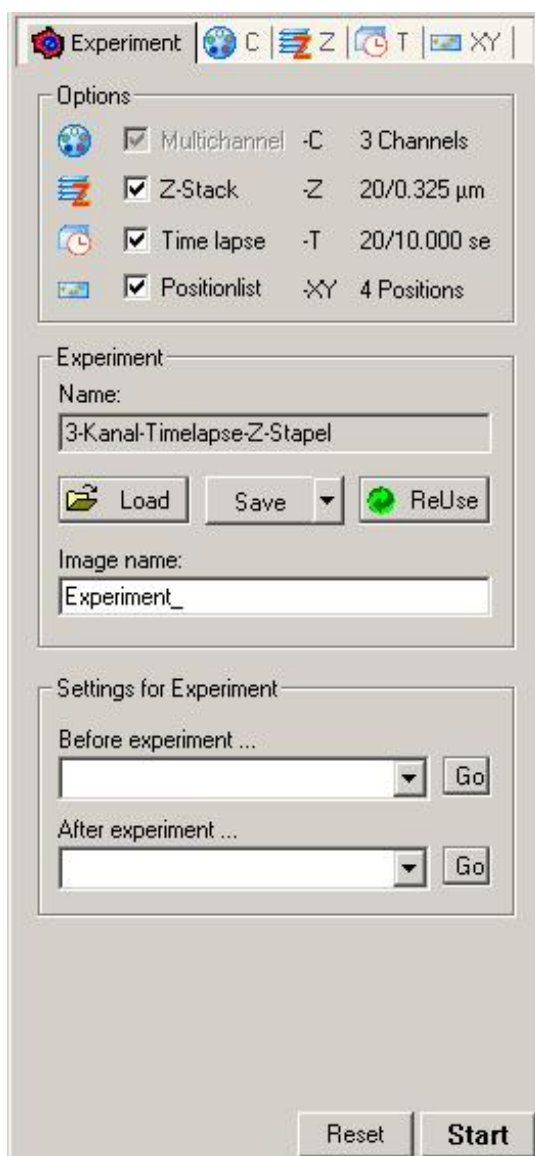 Experiment C Z T XY
Options
Multichannel -C 3 Channels
Z-Stack -Z 20/0.325 µm
Time lapse -T 20/10.000 se
Positionlist -XY 4 Positions
Experiment
Name:
3-Kanal-Timelapse-Z-Stapel
Load Save ReUse
Image name:
Experiment_
Settings for Experiment
Before experiment ...
Go
After experiment ...
Go
Reset Start